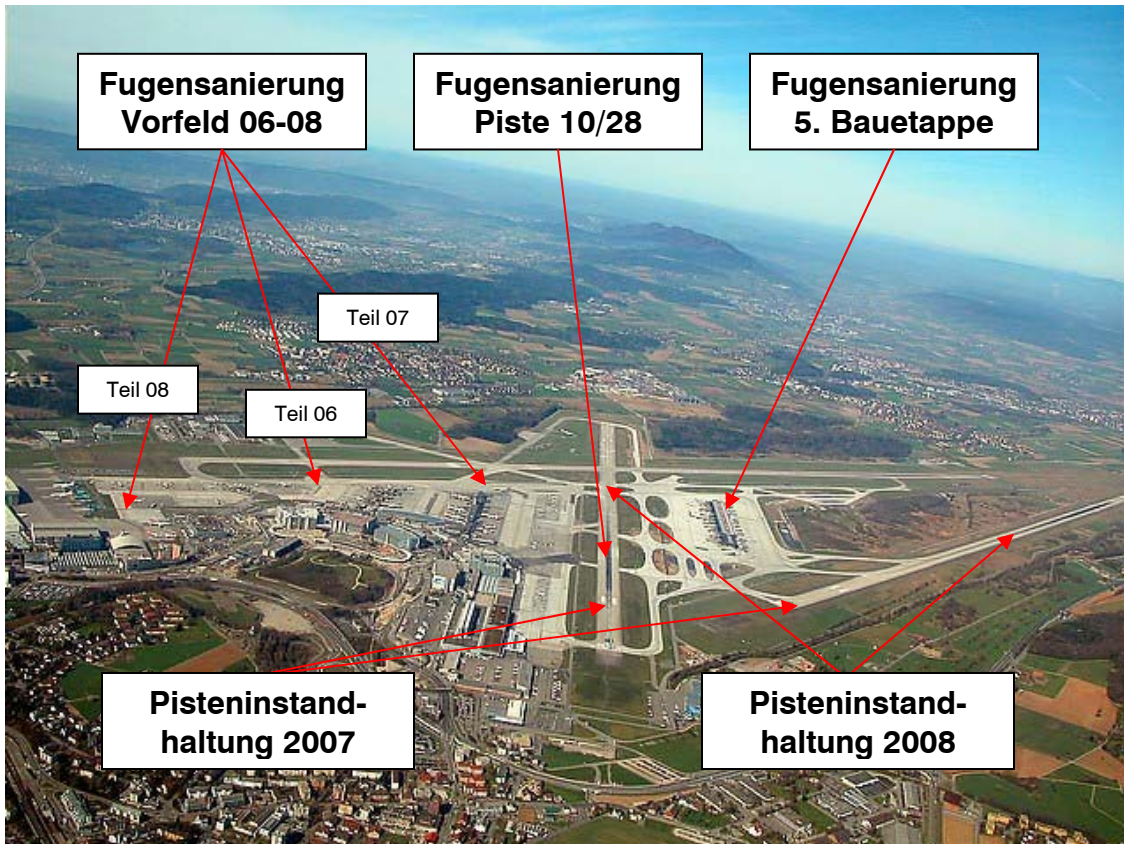 Fugensanierung
Vorfeld 06-08
Fugensanierung
Piste 10/28
Fugensanierung
5. Bauetappe
Teil 07
Teil 08
Teil 06
Pisteninstand-
haltung 2007
Pisteninstand-
haltung 2008